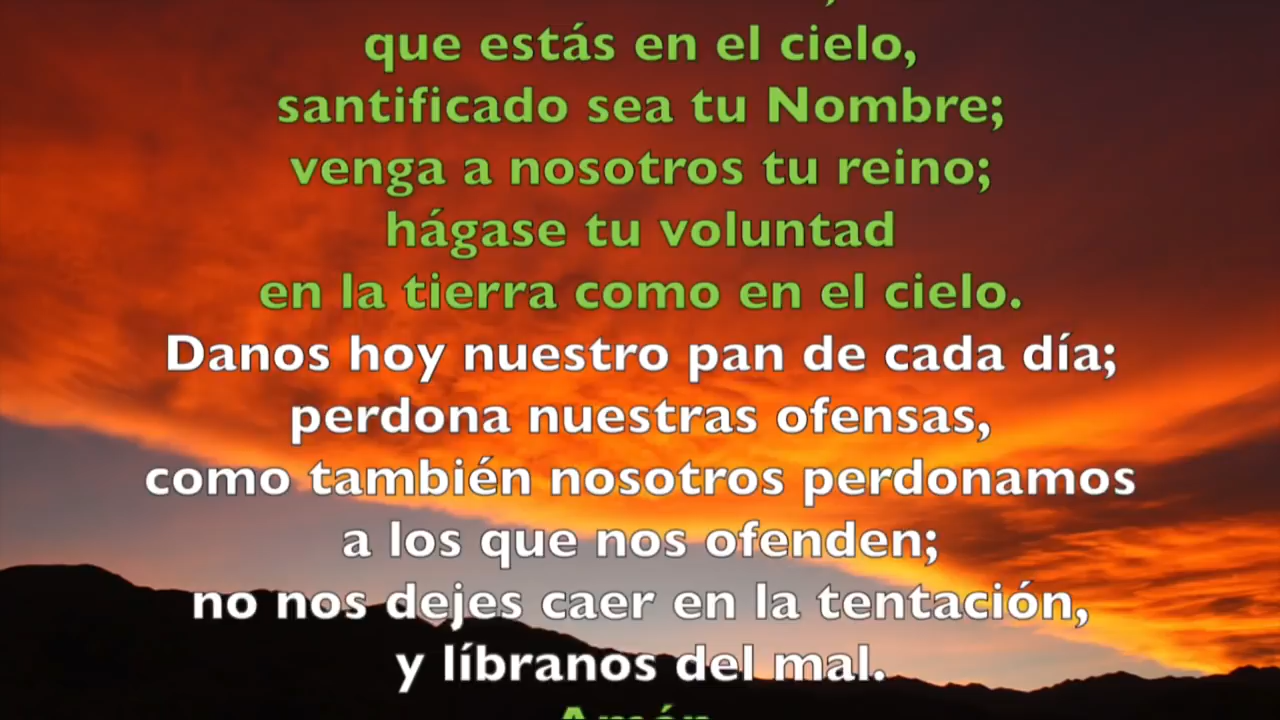 que estás en el cielo,
santificado sea tu Nombre;
venga a nosotros tu reino;
hágase tu voluntad
en la tierra como en el cielo.
Danos hoy nuestro pan de cada día;
perdona nuestras ofensas,
como también nosotros perdonamos
a los que nos ofenden;
no nos dejes caer en la tentación,
y líbranos del mal.
Amén